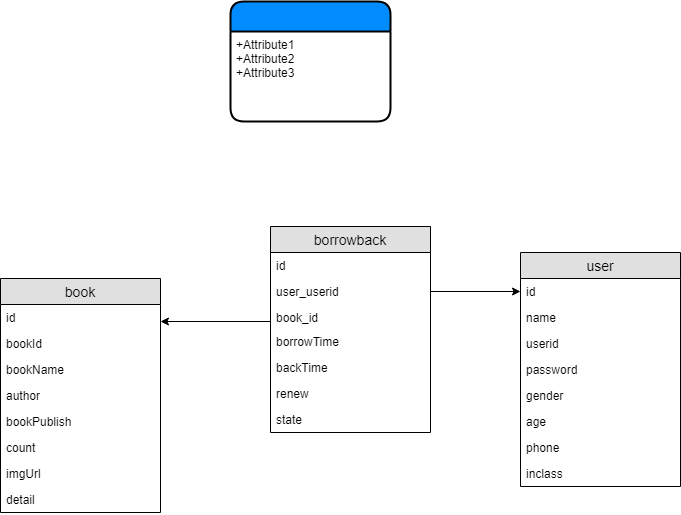 +Attribute1
+Attribute2
+Attribute3
borrowback
id
user_userid
book_id
borrowTime
backTime
renew
state
book
id
bookId
bookName
author
bookPublish
count
imgUrl
detail
user
id
name
userid
password
gender
age
phone
inclass